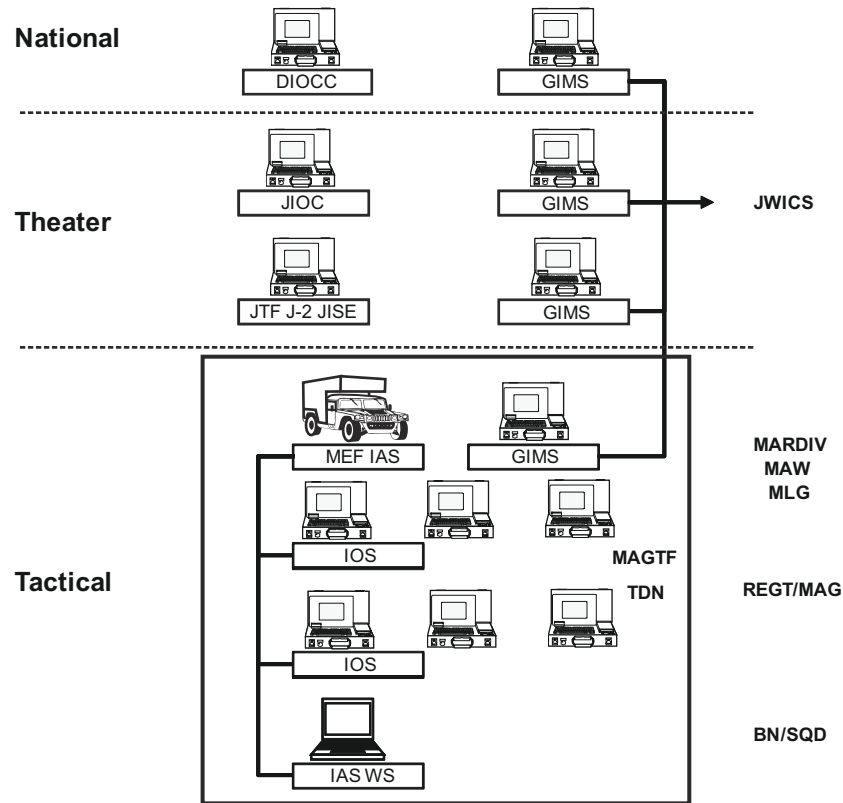 National
DIOCC
GIMS
Theater
JIOC
GIMS
JWICS
JTF J-2 JISE
GIMS
Tactical
MEF IAS
GIMS
MARDIV
MAW
MLG
IOS
MAGTF
TDN
REGT/MAG
IOS
BN/SQD
IAS WS